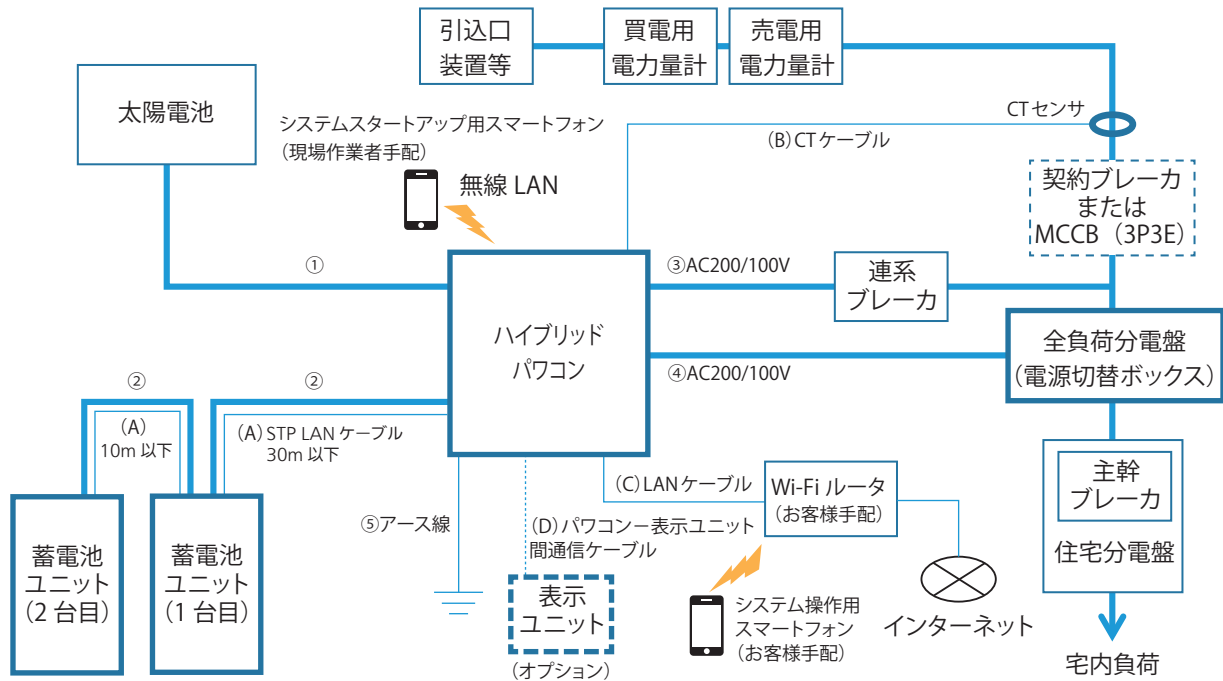 引込口
装置等
買電用
電力量計
売電用
電力量計
太陽電池
システムスタートアップ用スマートフォン
（現場作業者手配）
無線 LAN
CTセンサ
（B）CTケーブル
契約ブレーカ
または
MCCB（3P3E）
①
③AC200/100V
連系
ブレーカ
ハイブリッド
パワコン
④AC200/100V
全負荷分電盤
（電源切替ボックス）
②
②
（A）
10m 以下
（A）STP LAN ケーブル
30m 以下
主幹
ブレーカ
住宅分電盤
（C）LANケーブル
Wi-Fi ルータ
（お客様手配）
⑤アース線
（D）パワコン－表示ユニット
間通信ケーブル
蓄電池
ユニット
（2 台目）
蓄電池
ユニット
（1 台目）
表示
ユニット
（オプション）
システム操作用
スマートフォン
（お客様手配）
インターネット
宅内負荷